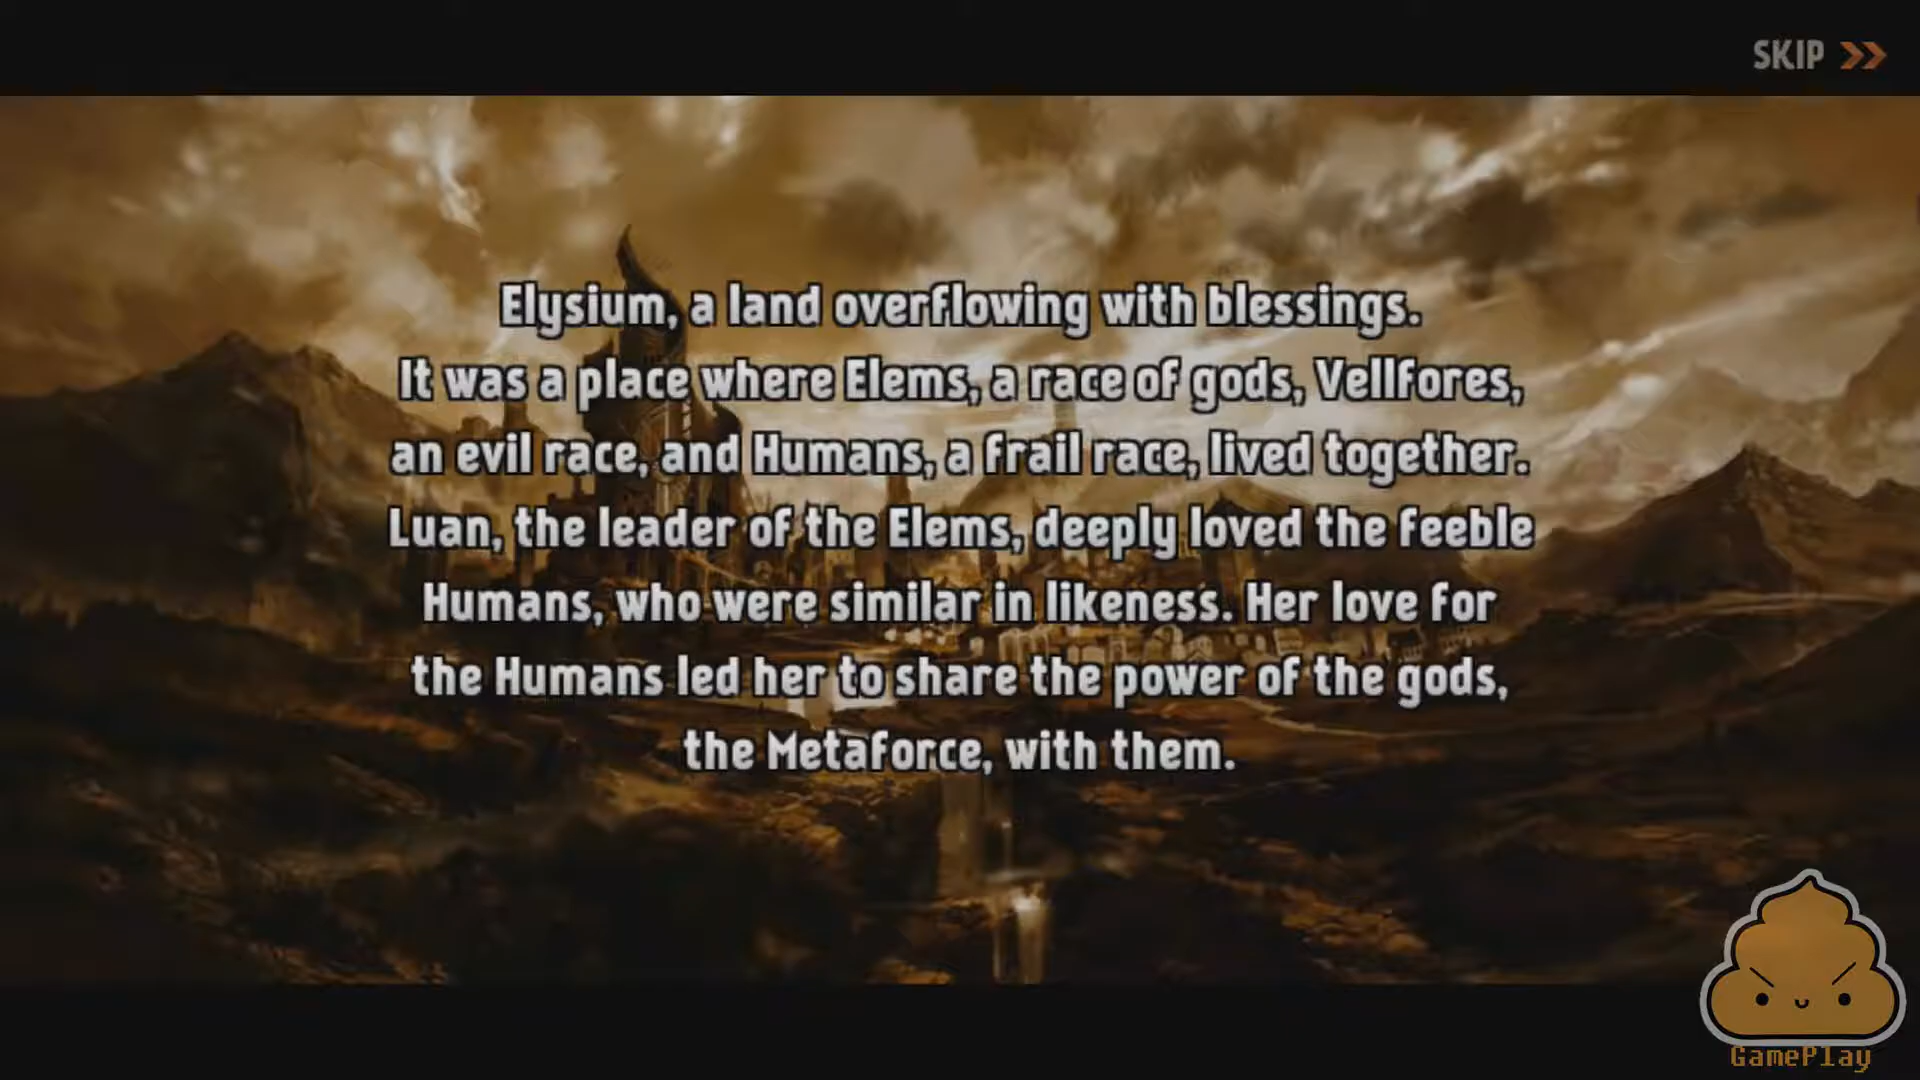 SKIP
Elysium, a land overflowing with blessings.
It was a place where Elems, a race of gods, Vellfores,
an evil race, and Humans, a frail race, lived together.
Luan, the leader of the Elems, deeply loved the feeble
Humans, who were similar in likeness. Her love for
the Humans led her to share the power of the gods,
the Metaforce, with them.
GamePlay